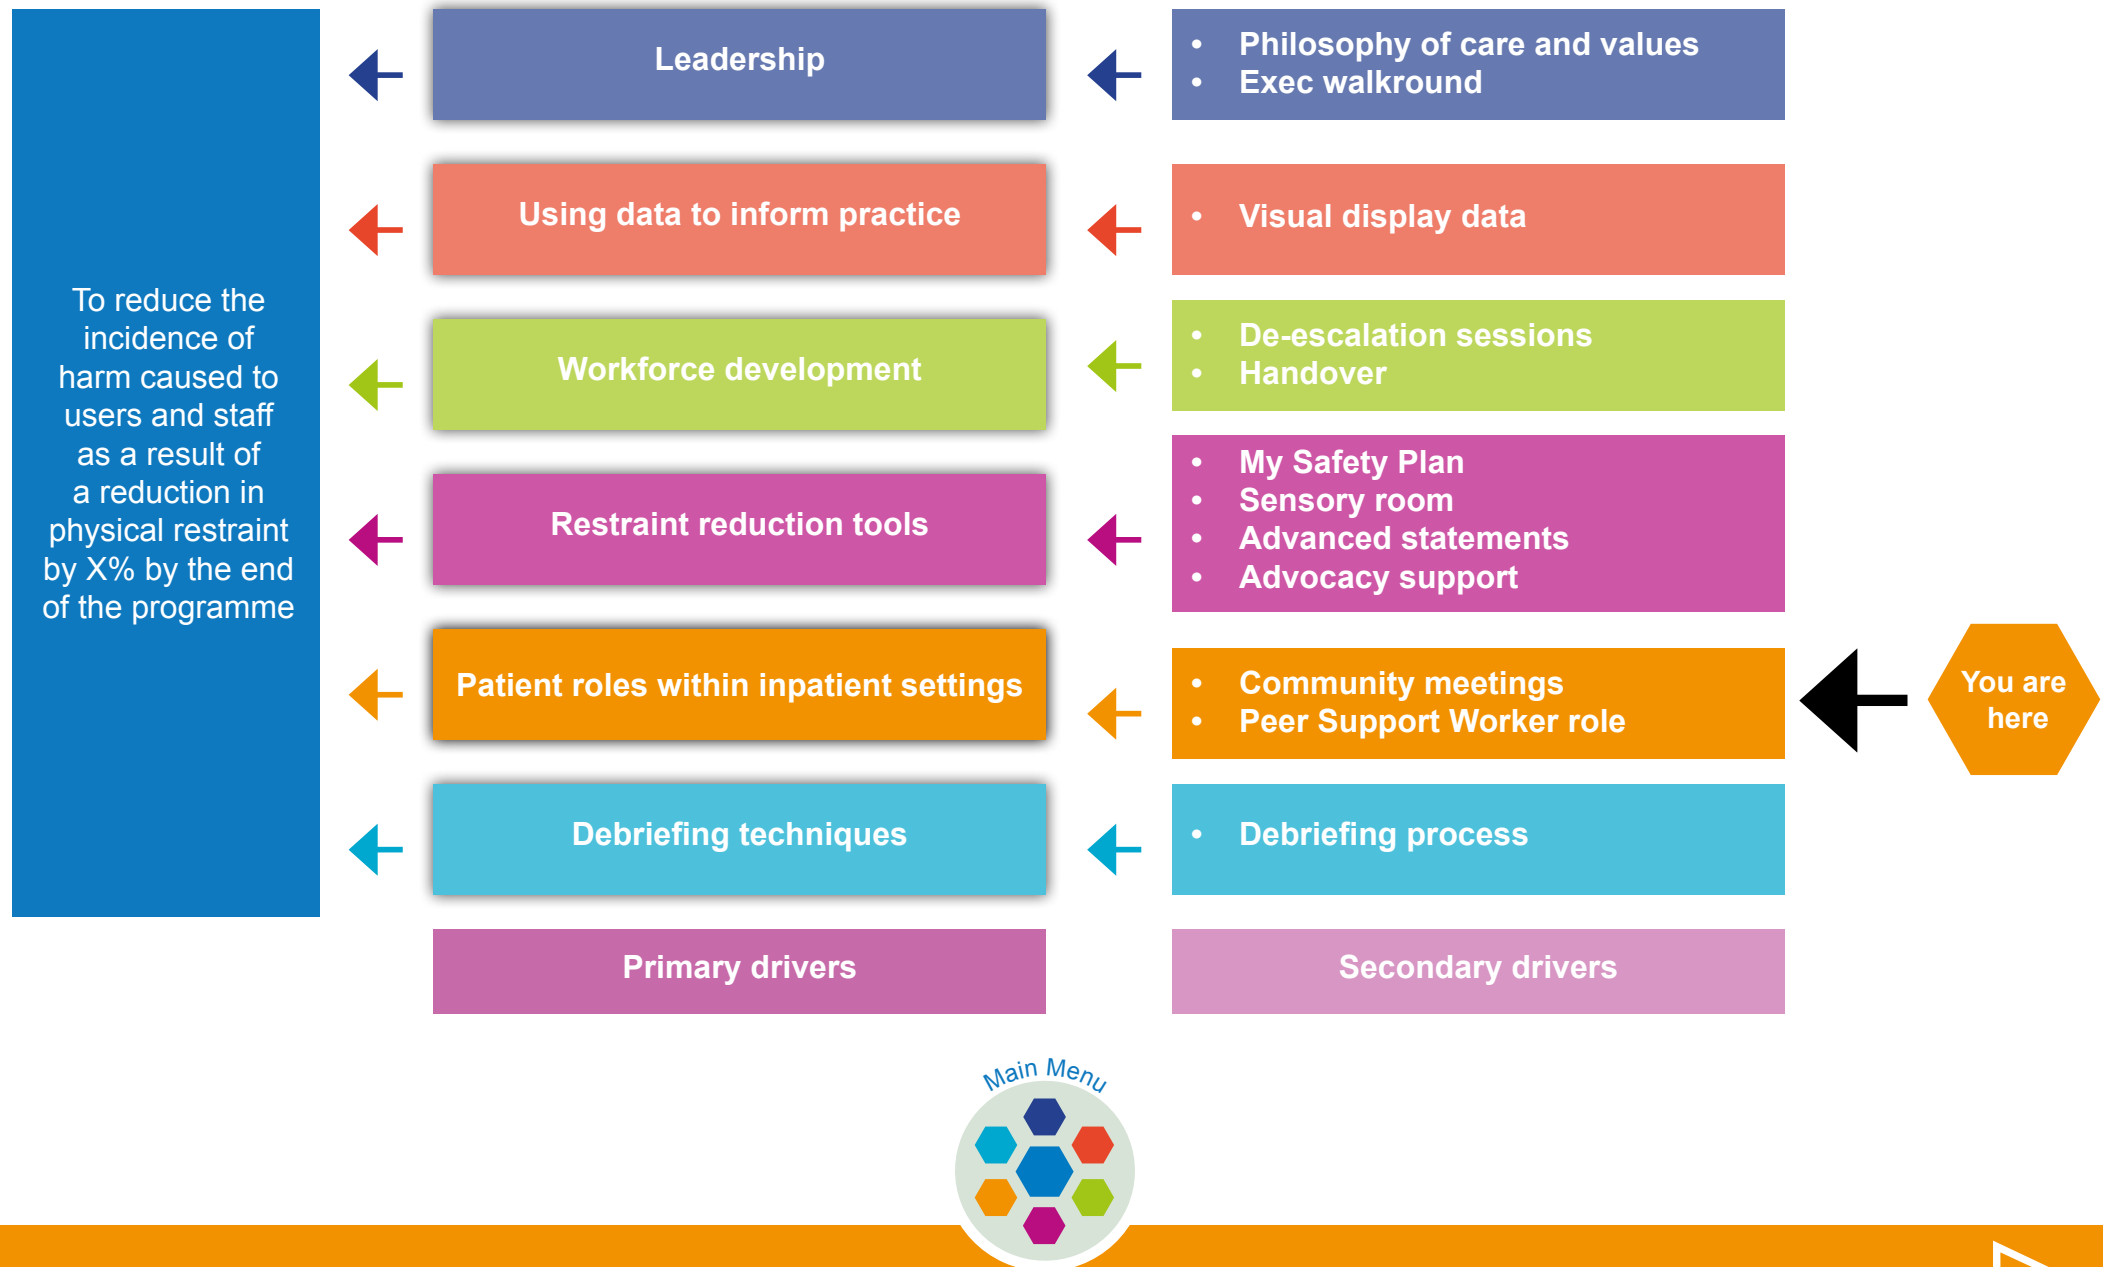 To reduce the
incidence of
harm caused to
users and staff
as a result of
a reduction in
physical restraint
by X% by the end
of the programme
Leadership
• Philosophy of care and values
• Exec walkround
Using data to inform practice
• Visual display data
Workforce development
• De-escalation sessions
• Handover
Restraint reduction tools
• My Safety Plan
• Sensory room
• Advanced statements
• Advocacy support
Patient roles within inpatient settings
• Community meetings
• Peer Support Worker role
You are
here
Debriefing techniques
• Debriefing process
Primary drivers
Secondary drivers
Main Menu